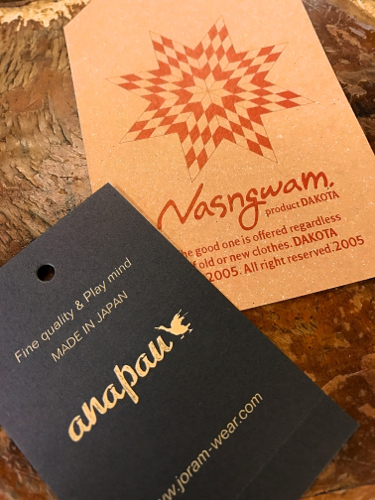 Nasngwam.
product DAKOTA
he good one is offered regardless
of old or new clothes. DAKOTA
2005. All right reserved.2005
Fine quality & Play mind
MADE IN JAPAN
anapau
www.joram-wear.com